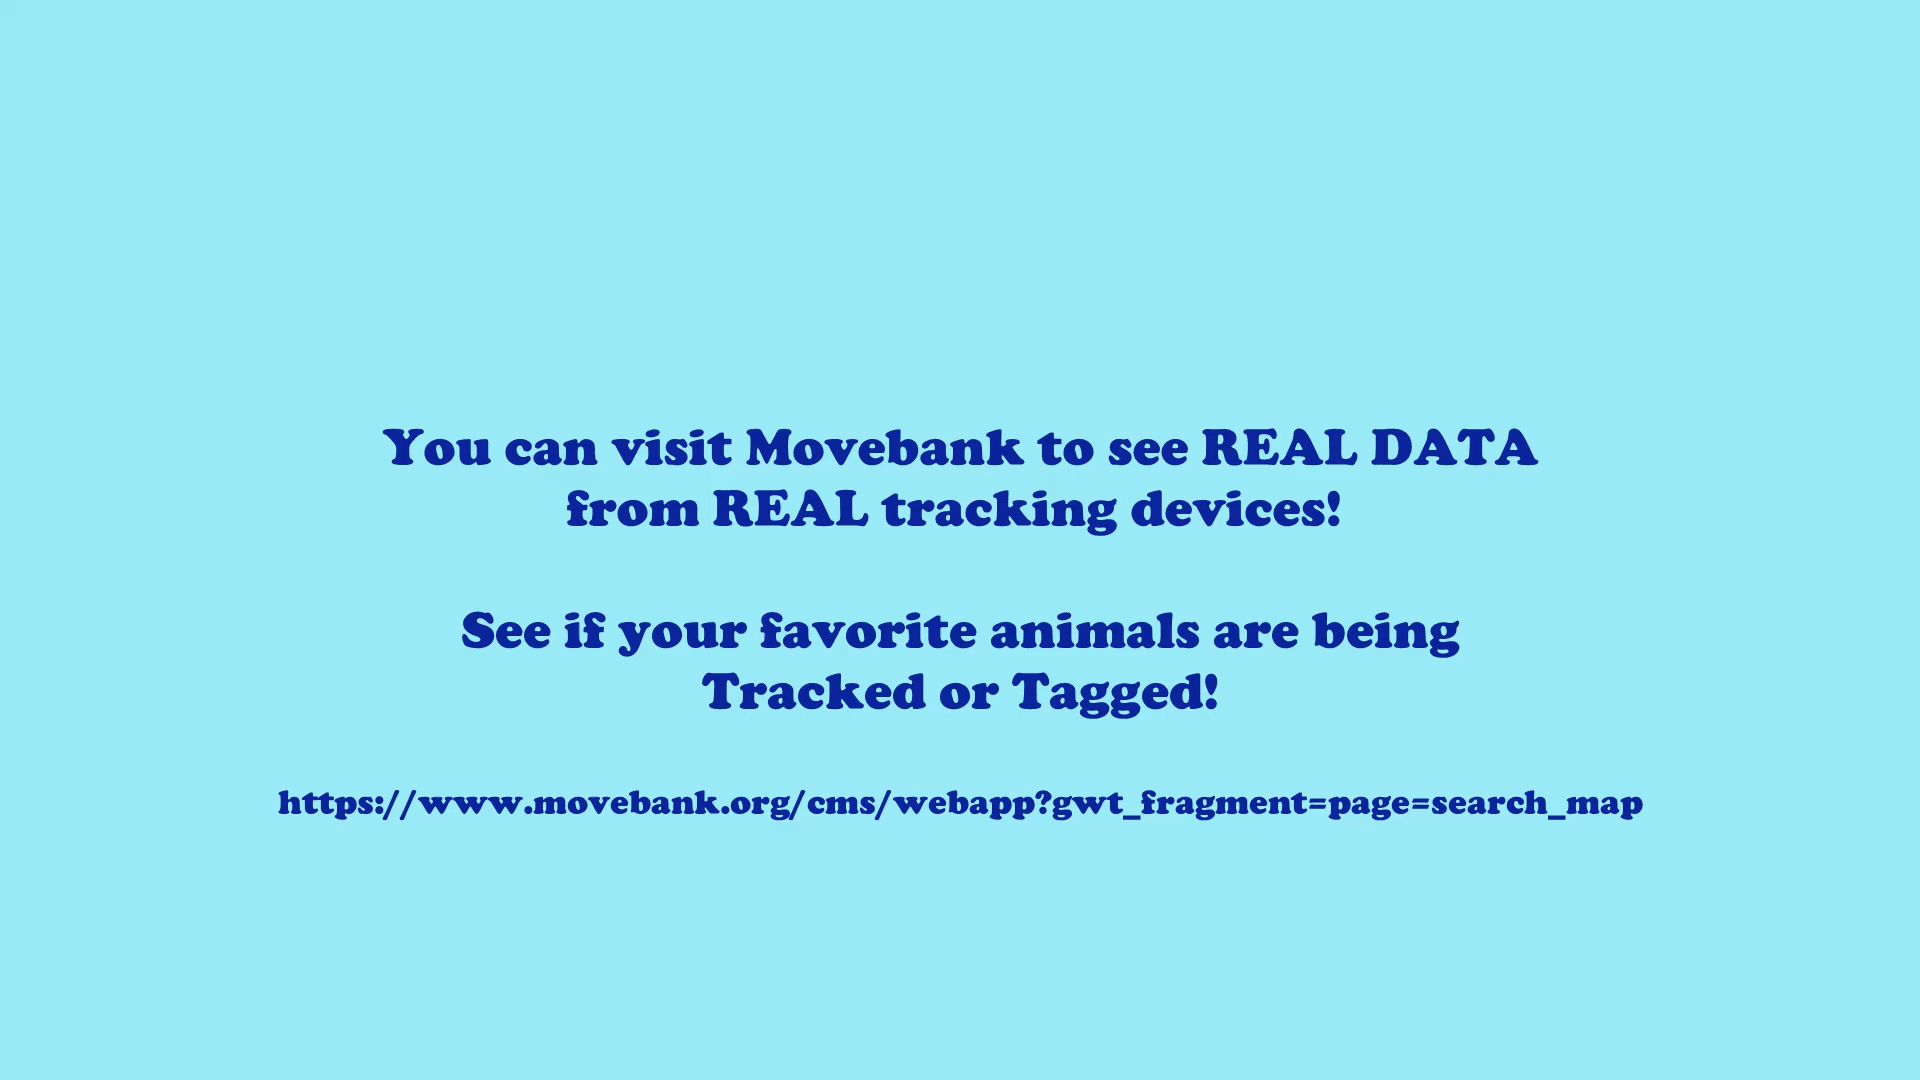 You can visit Movebank to see REAL DATA
from REAL tracking devices!
See if your favorite animals are being
Tracked or Tagged!
https://www.movebank.org/cms/webapp?gwt_fragment=page=search_map